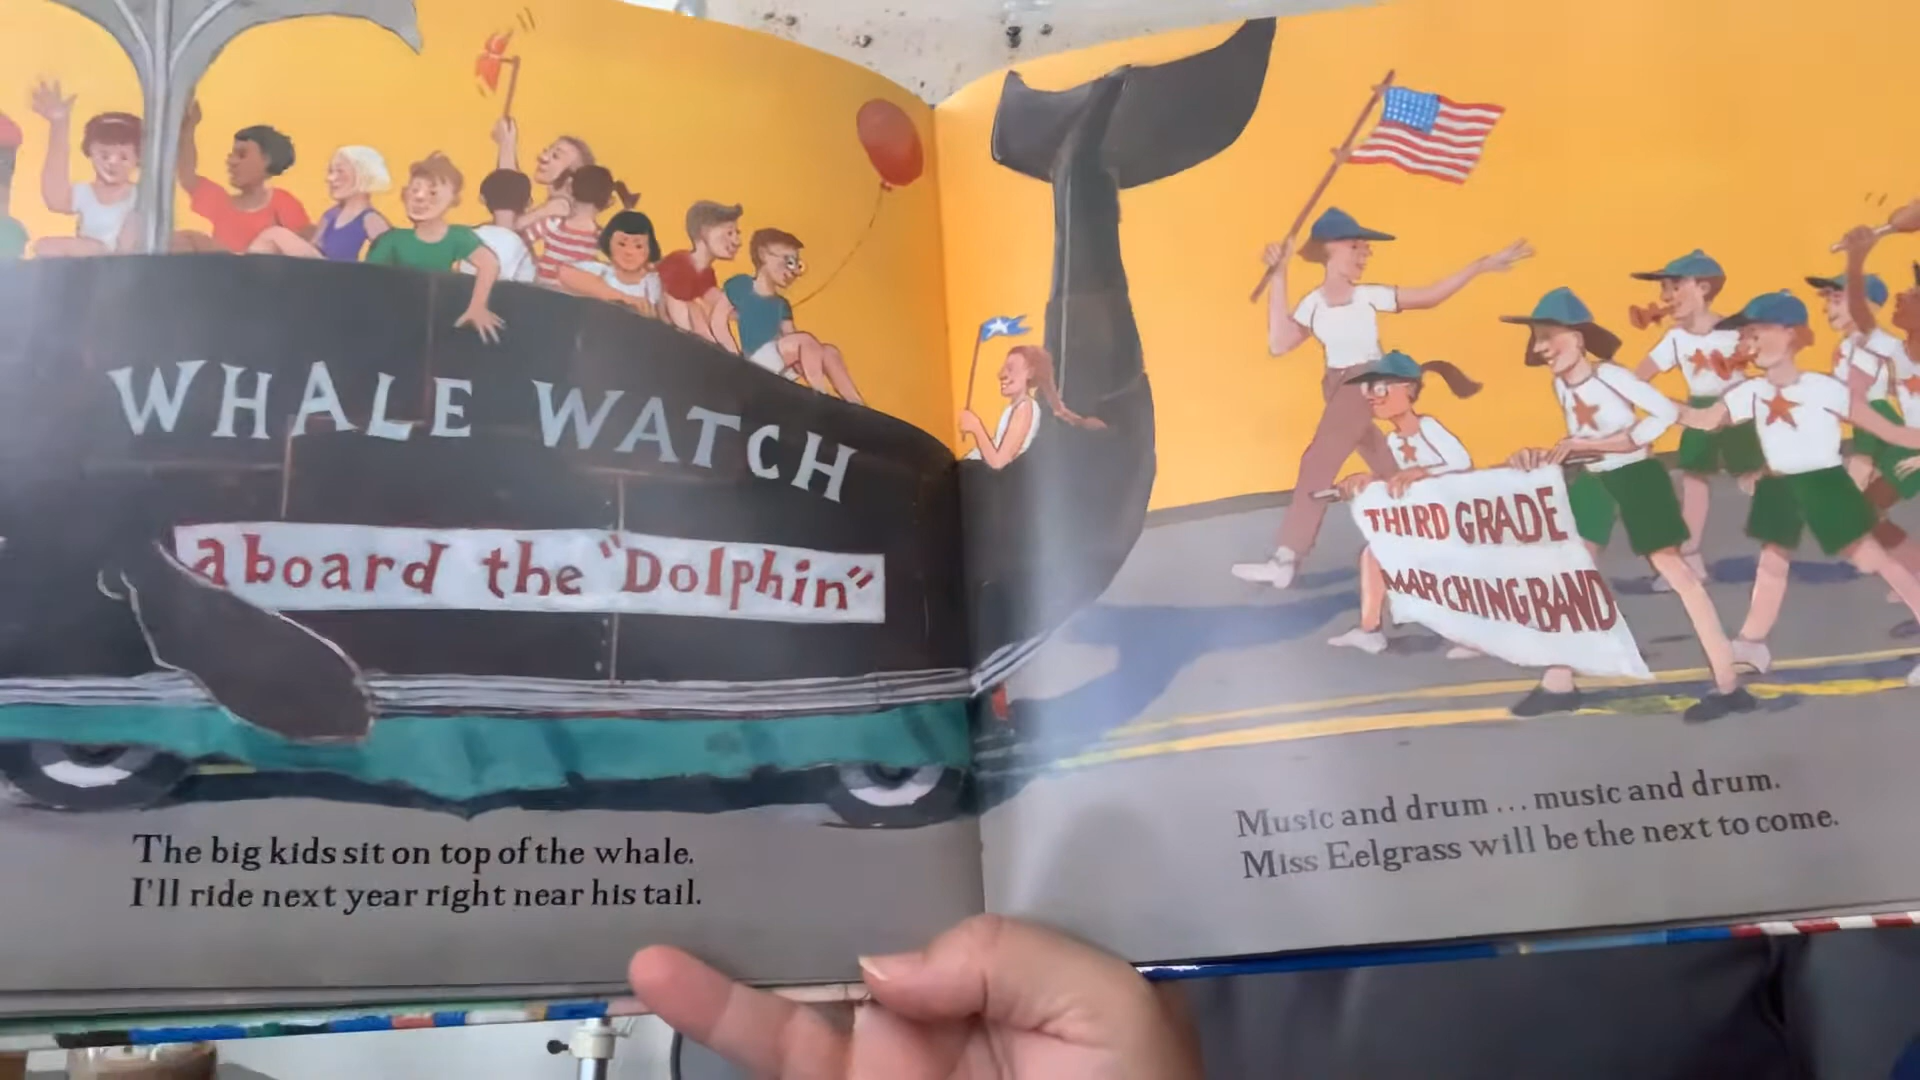 WHALE WATCH
aboard the "Dolphin"
The big kids sit on top of the whale.
I'll ride next year right near his tail.
THIRD GRADE
MARCHING BAND
Music and drum... music and drum.
Miss Eelgrass will be the next to come.